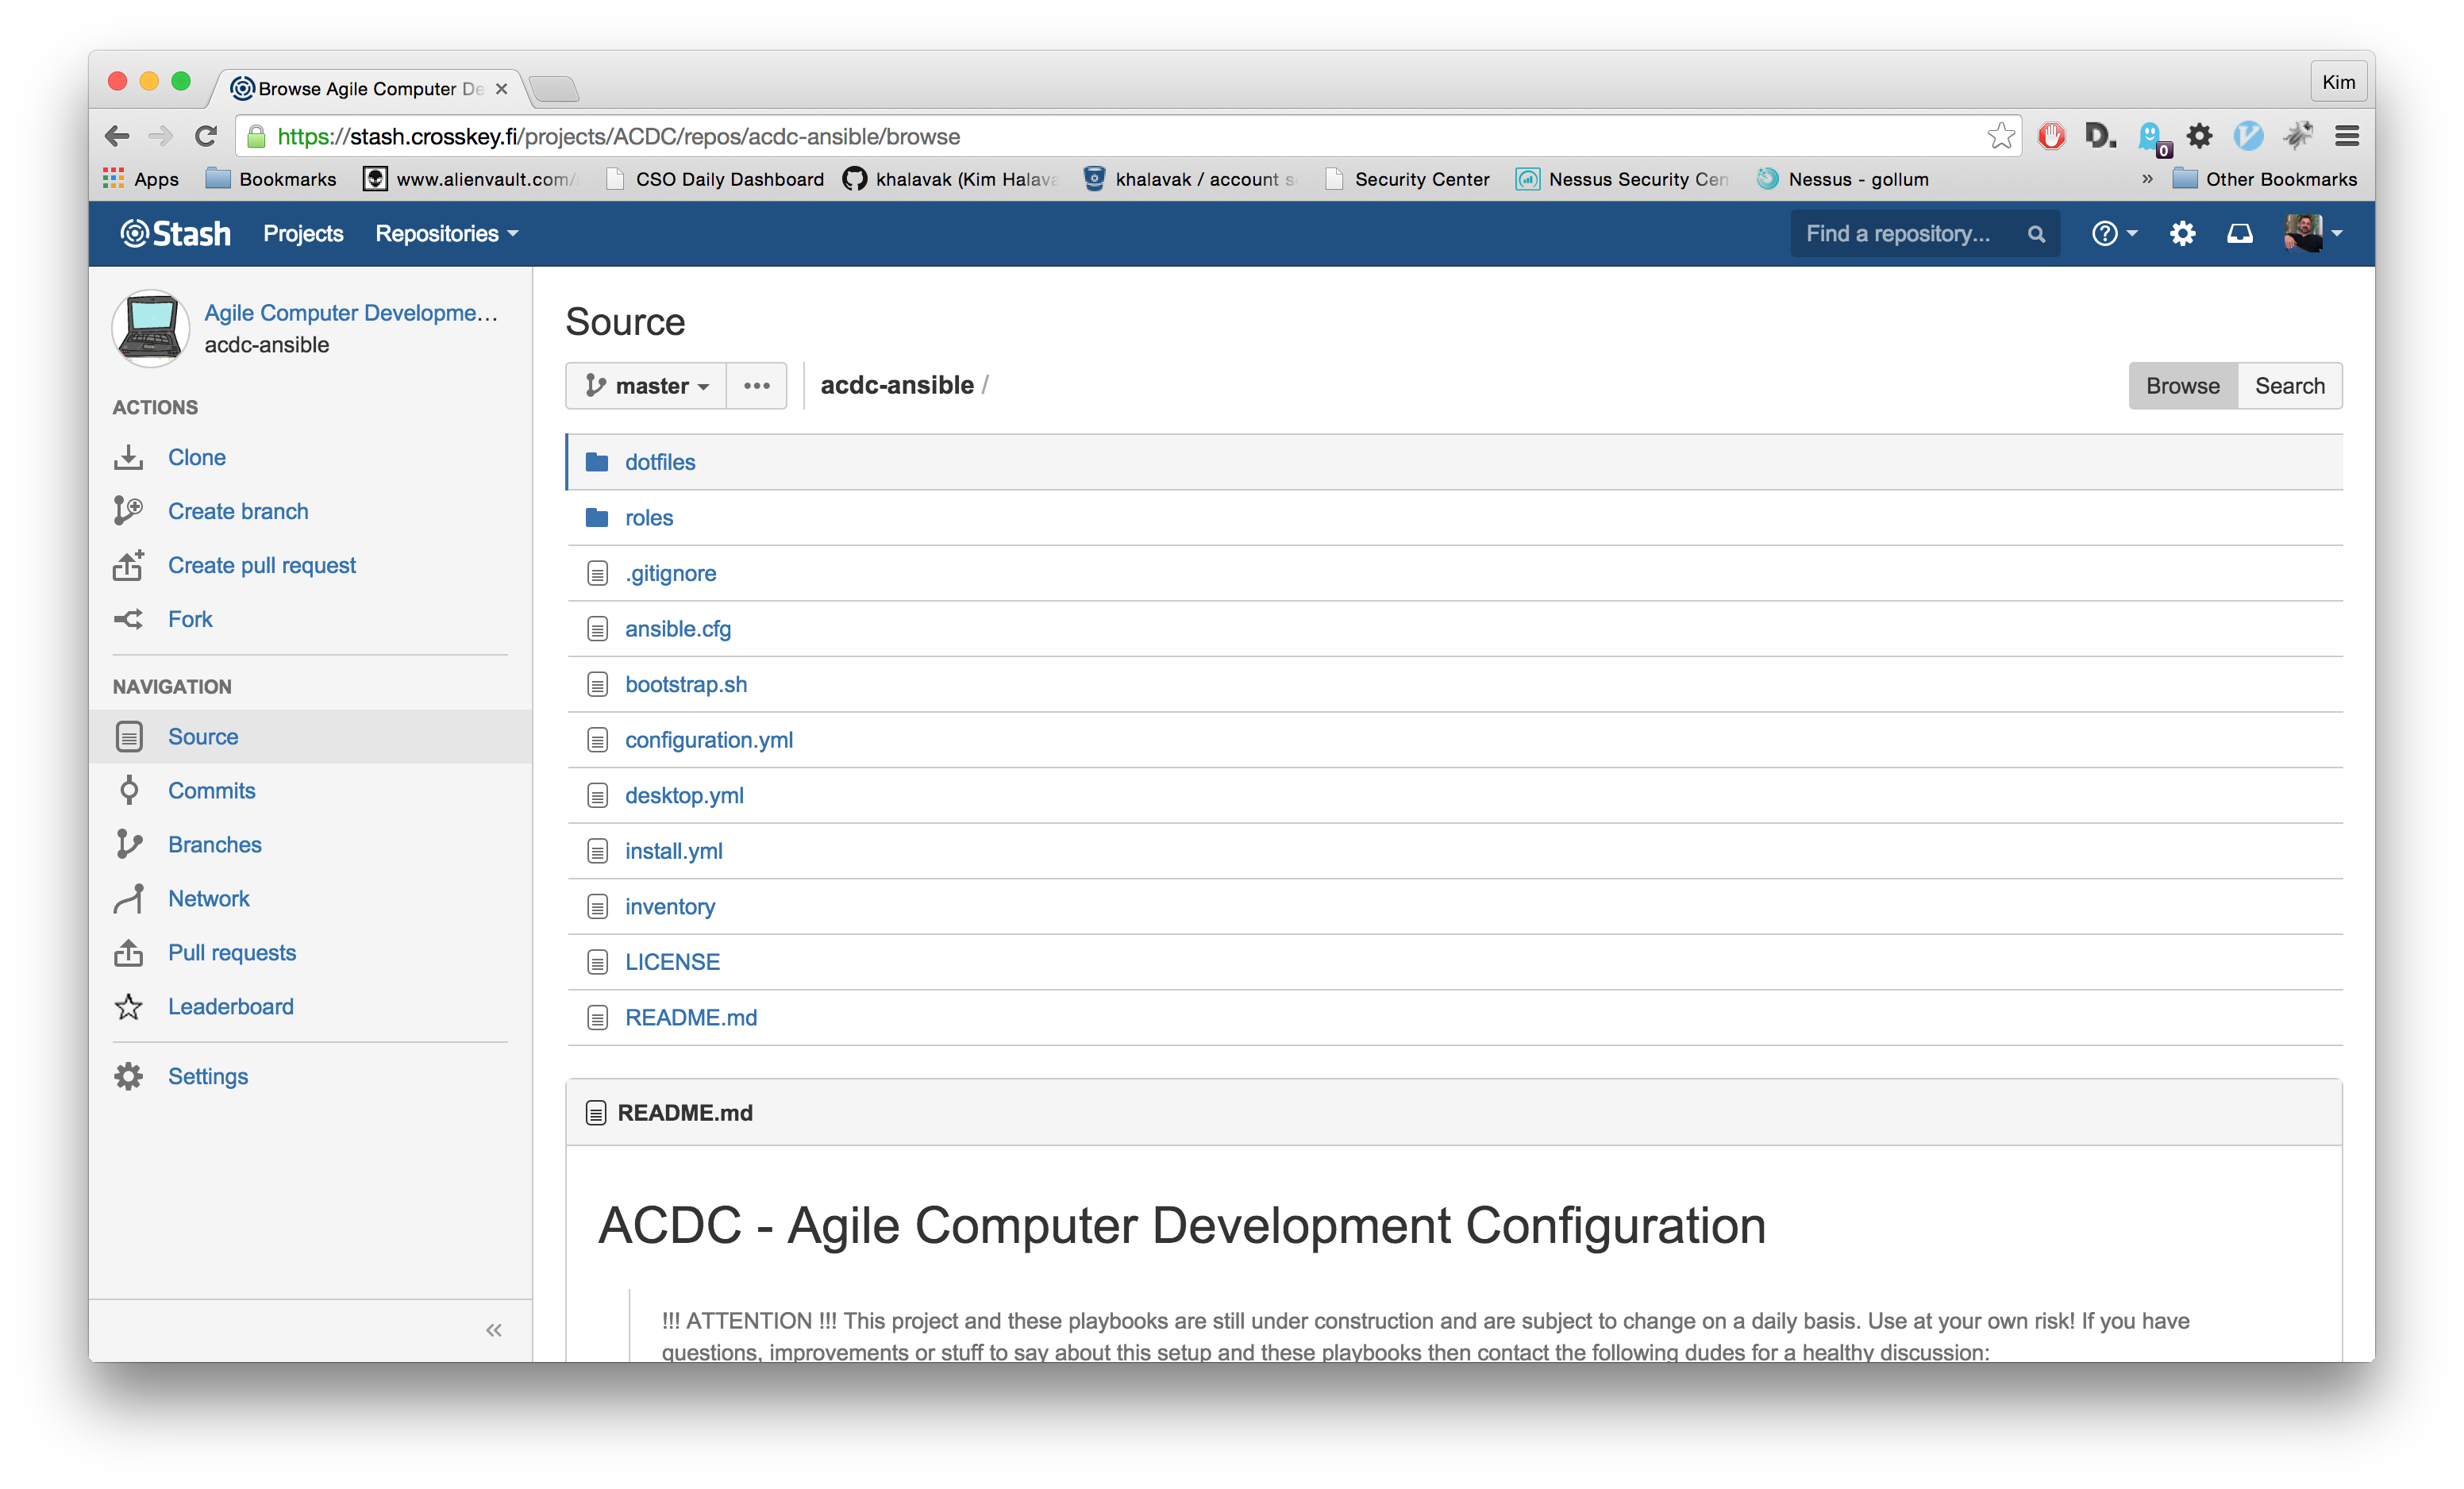 Browse Agile Computer De
Kim
https://stash.crosskey.fi/projects/ACDC/repos/acdc-ansible/browse
D.
0
Apps
Bookmarks
www.alienvault.com/
CSO Daily Dashboard
khalavak (Kim Halava
khalavak / account s
Security Center
Nessus Security Cen
Nessus - gollum
»
Other Bookmarks
Stash
Projects
Repositories
Find a repository...
Agile Computer Developme...
acdc-ansible
ACTIONS
Clone
Create branch
Create pull request
Fork
NAVIGATION
Source
Commits
Branches
Network
Pull requests
Leaderboard
Settings
Source
master
acdc-ansible /
Browse
Search
dotfiles
roles
.gitignore
ansible.cfg
bootstrap.sh
configuration.yml
desktop.yml
install.yml
inventory
LICENSE
README.md
README.md
ACDC - Agile Computer Development Configuration
!!! ATTENTION !!! This project and these playbooks are still under construction and are subject to change on a daily basis. Use at your own risk! If you have
questions, improvements or stuff to say about this setup and these playbooks then contact the following dudes for a healthy discussion: